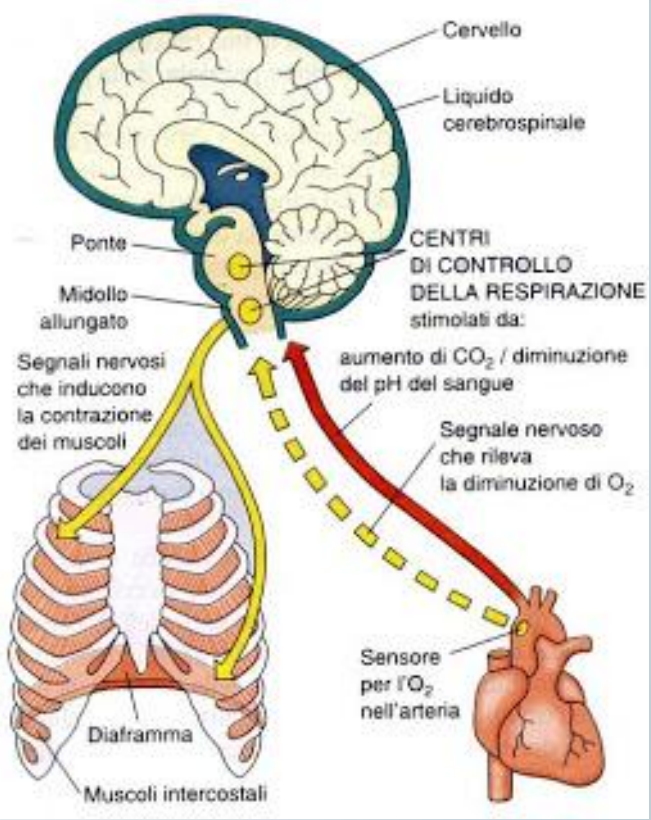 Cervello
Liquido
cerebrospinale
Ponte
CENTRI
DI CONTROLLO
DELLA RESPIRAZIONE
stimolati da:
Midollo
allungato
Segnali nervosi
che inducono
la contrazione
dei muscoli
aumento di CO₂ / diminuzione
del pH del sangue
Segnale nervoso
che rileva
la diminuzione di O₂
Sensore
per l'O₂
nell'arteria
Diaframma
Muscoli intercostali